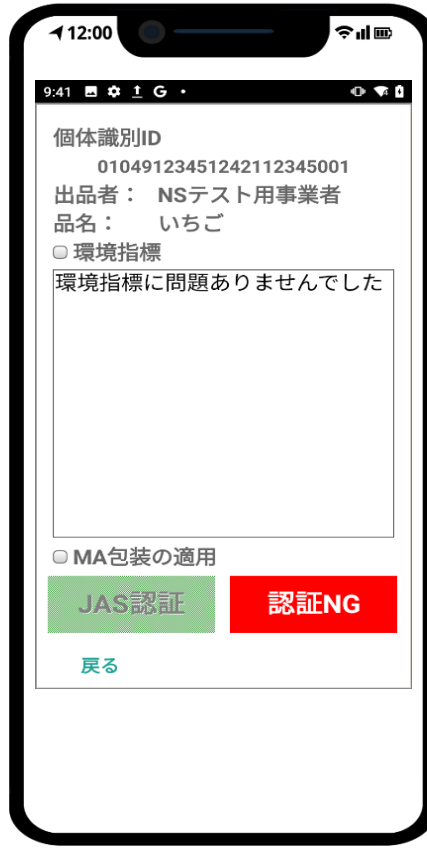 12:00
9:41 G
個体識別ID
01049123451242112345001
出品者： NSテスト用事業者
品名： いちご
環境指標
環境指標に問題ありませんでした
MA包装の適用
JAS認証 認証NG
戻る